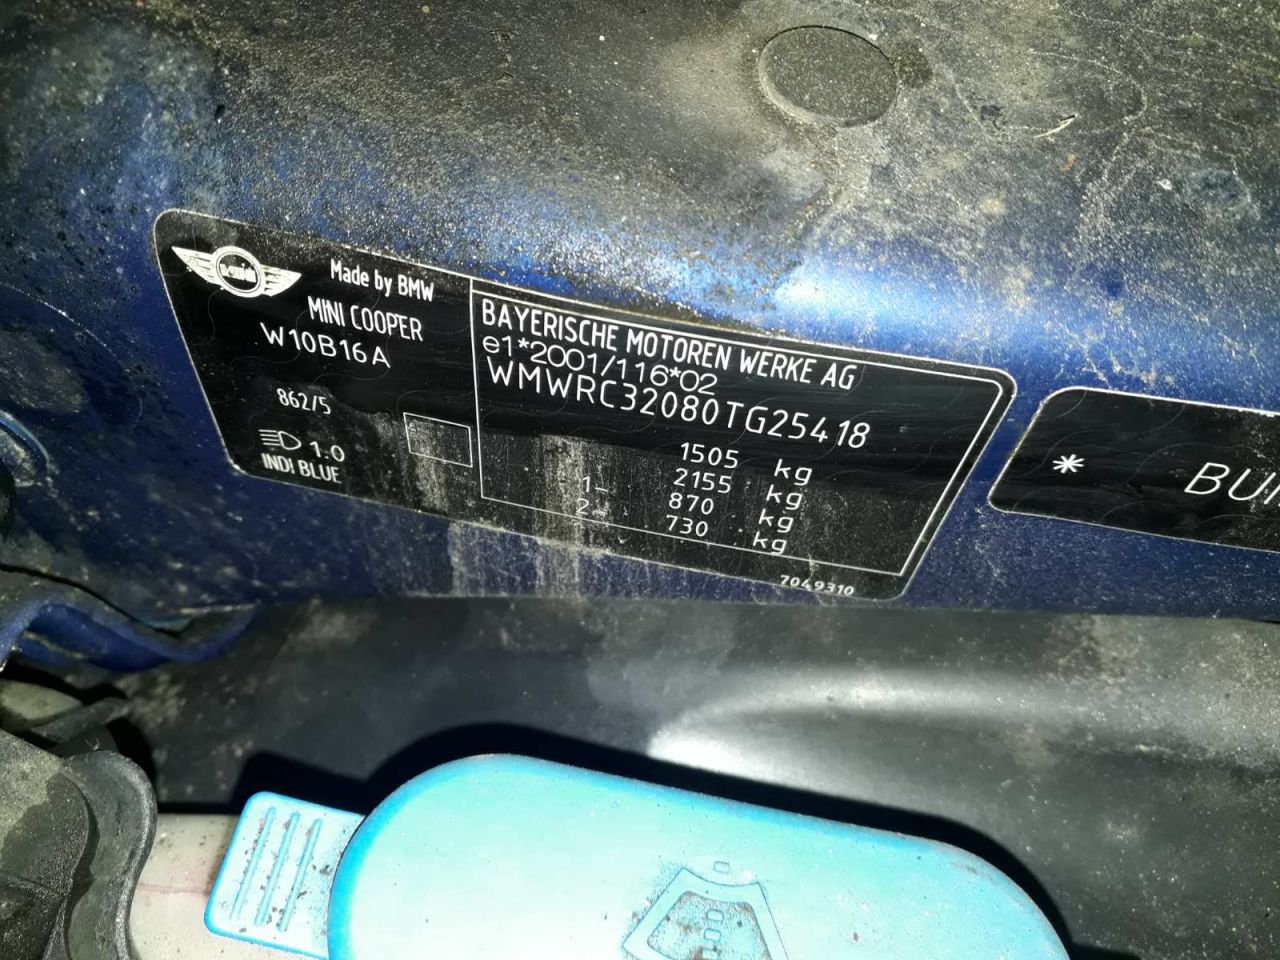 MINI
Made by BMW
MINI COOPER
W10B16A
862/5
1.0
INDI BLUE
BAYERISCHE MOTOREN WERKE AG
e1*2001/116*02
WMWRC32080TG25418
1505 kg
2155 kg
1- 870 kg
2- 730 kg
7049310
* BU